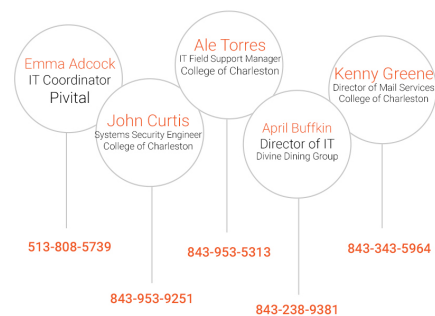 Emma Adcock
IT Coordinator
Pivital
John Curtis
Systems Security Engineer
College of Charleston
Ale Torres
IT Field Support Manager
College of Charleston
April Buffkin
Director of IT
Divine Dining Group
Kenny Greene
Director of Mail Services
College of Charleston
513-808-5739
843-953-9251
843-953-5313
843-238-9381
843-343-5964